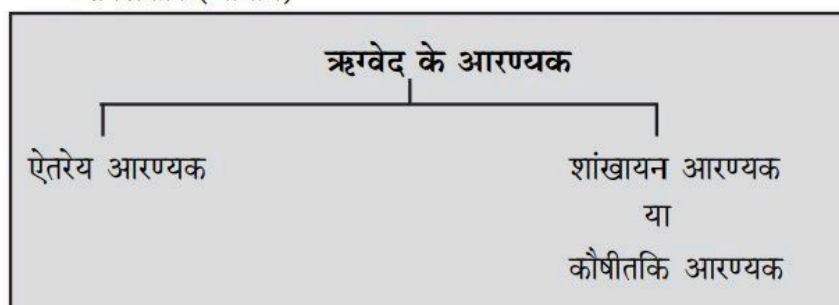 ऋग्वेद के आरण्यक
ऐतरेय आरण्यक
शांखायन आरण्यक
या
कौषीतकि आरण्यक